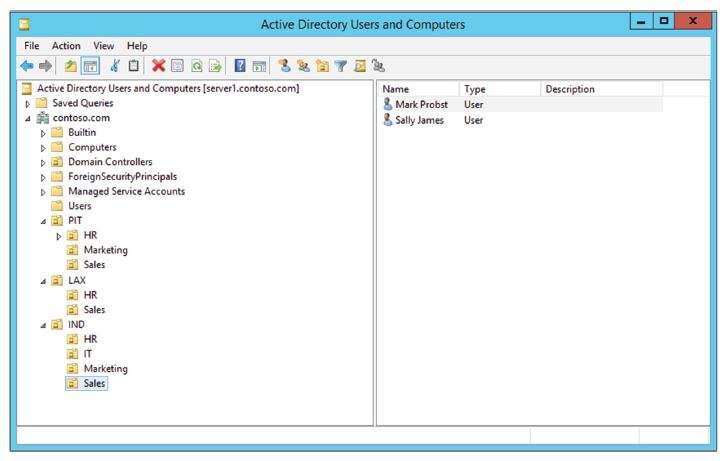 Active Directory Users and Computers
File Action View Help
Active Directory Users and Computers [server1.contoso.com]
Saved Queries
contoso.com
Builtin
Computers
Domain Controllers
ForeignSecurityPrincipals
Managed Service Accounts
Users
PIT
HR
Marketing
Sales
LAX
HR
Sales
IND
HR
IT
Marketing
Sales
Name Type Description
Mark Probst User
Sally James User